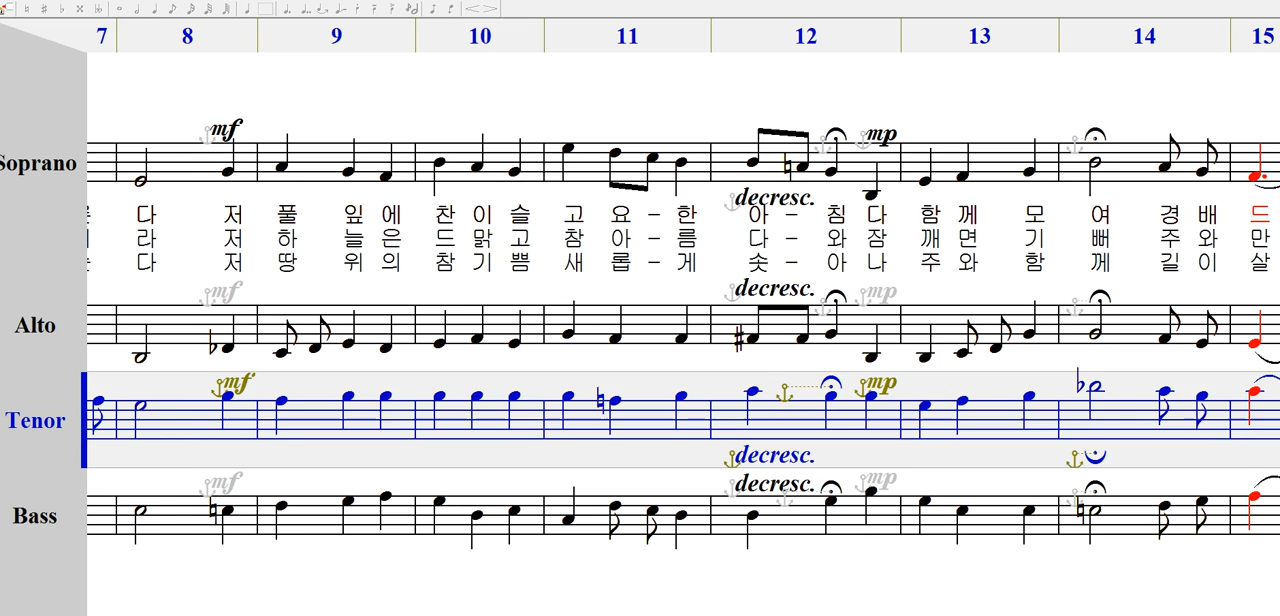 7 8 9 10 11 12 13 14 15
mf mp
Soprano
decresc.
다 저 풀 잎 에 찬 이 슬 고 요 - 한 아 - 침 다 함 께 모 여 경 배 드
라 저 하 늘 은 드 맑 고 참 아 - 름 다 - 와 잠 깨 면 기 뻐 주 와 만
다 저 땅 위 의 참 기 쁨 새 롭 - 게 솟 - 아 나 주 와 함 께 길 이 살
mf decresc. mp
Alto
mf mp
Tenor
decresc.
mf decresc. mp
Bass